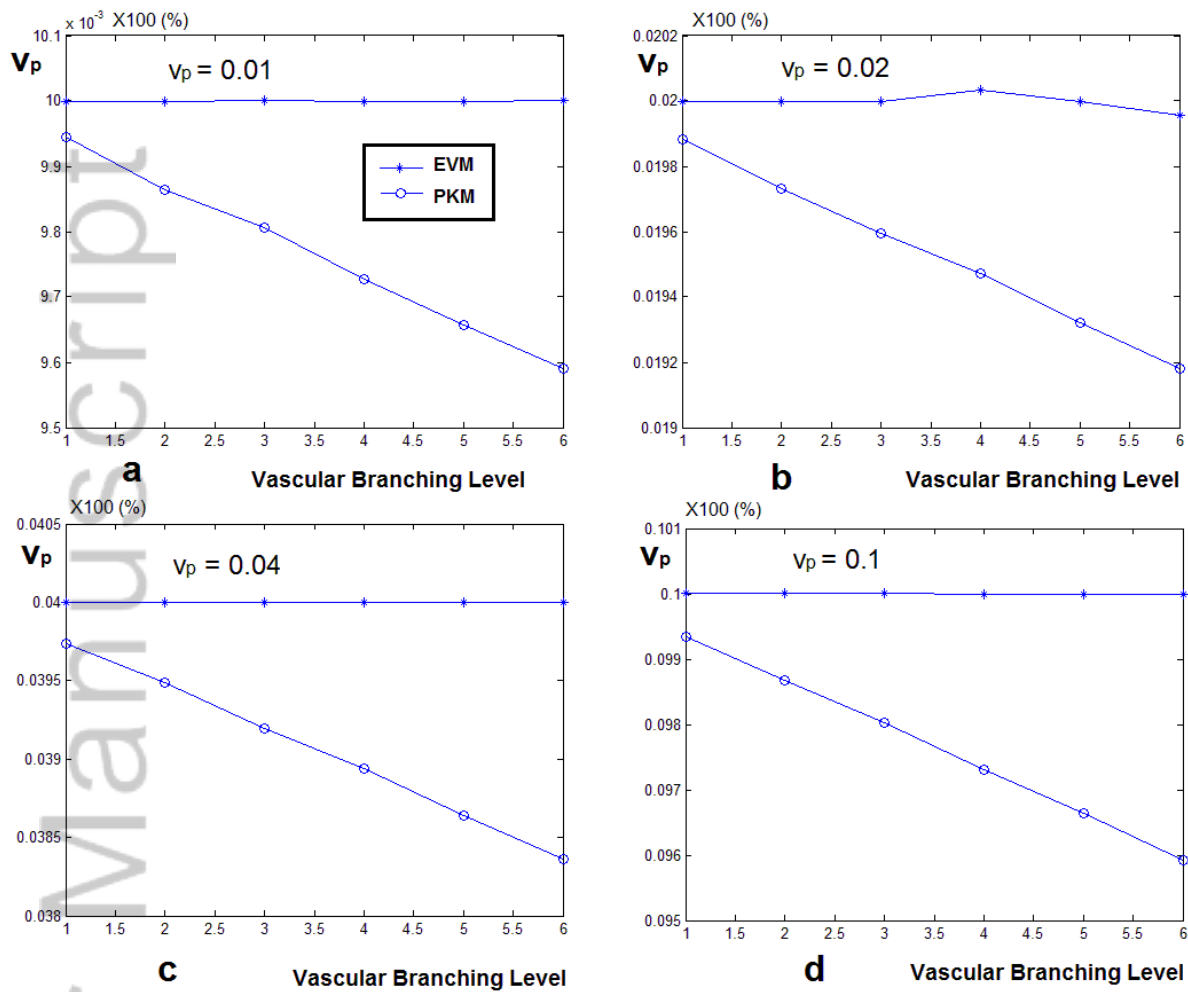 x 10⁻³ X100 (%)
10.1
10
9.9
9.8
9.7
9.6
9.5
vp
vp = 0.01
EVM
PKM
1 1.5 2 2.5 3 3.5 4 4.5 5 5.5 6
a Vascular Branching Level
X100 (%)
0.0202
0.02
0.0198
0.0196
0.0194
0.0192
0.019
vp
vp = 0.02
1 1.5 2 2.5 3 3.5 4 4.5 5 5.5 6
b Vascular Branching Level
X100 (%)
0.0405
0.04
0.0395
0.039
0.0385
0.038
vp
vp = 0.04
1 1.5 2 2.5 3 3.5 4 4.5 5 5.5 6
c Vascular Branching Level
X100 (%)
0.101
0.1
0.099
0.098
0.097
0.096
0.095
vp
vp = 0.1
1 1.5 2 2.5 3 3.5 4 4.5 5 5.5 6
d Vascular Branching Level
Manuscript